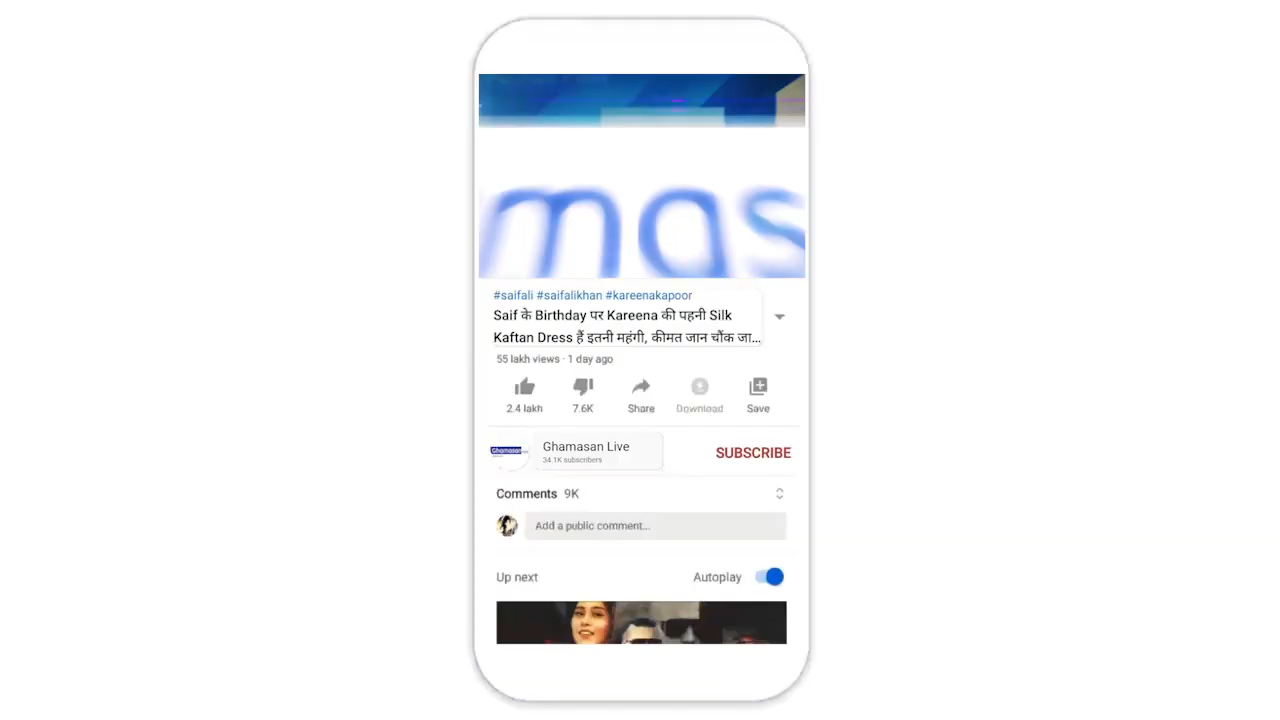 mas
#saifali #saifalikhan #kareenakapoor
Saif के Birthday पर Kareena की पहनी Silk
Kaftan Dress हैं इतनी महंगी, कीमत जान चौंक जा...
55 lakh views · 1 day ago
2.4 lakh 7.6K Share Download Save
Ghamasan
Ghamasan Live
34.1K subscribers
SUBSCRIBE
Comments 9K
Add a public comment...
Up next Autoplay